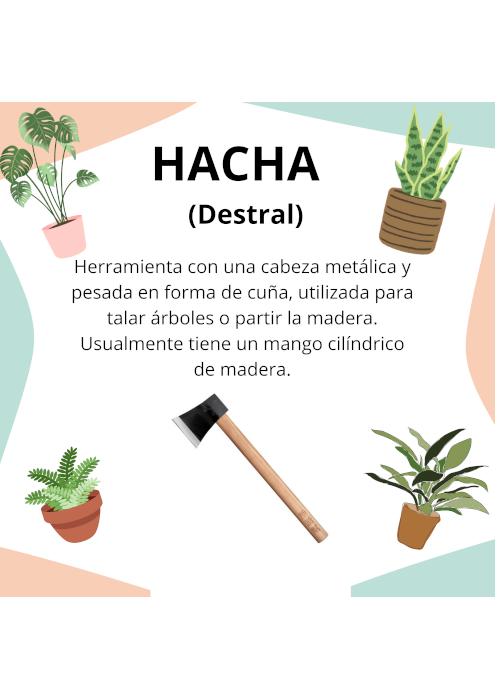 HACHA
(Destral)
Herramienta con una cabeza metálica y
pesada en forma de cuña, utilizada para
talar árboles o partir la madera.
Usualmente tiene un mango cilíndrico
de madera.